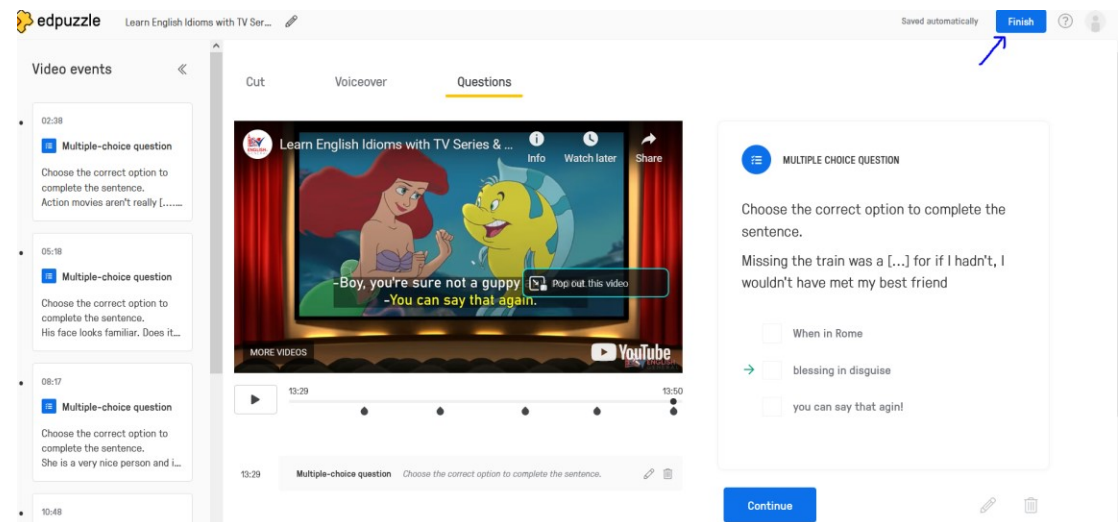 edpuzzle
Learn English Idioms with TV Ser...
Saved automatically
Finish
?
Video events
«
02:38
Multiple-choice question
Choose the correct option to
complete the sentence.
Action movies aren't really [.......
05:18
Multiple-choice question
Choose the correct option to
complete the sentence.
His face looks familiar. Does it...
08:17
Multiple-choice question
Choose the correct option to
complete the sentence.
She is a very nice person and i...
10:48
Cut
Voiceover
Questions
Learn English Idioms with TV Series & ...
Info
Watch later
Share
-Boy, you're sure not a guppy
-You can say that again.
Pop out this video
MORE VIDEOS
YouTube
13:29
13:50
13:29
Multiple-choice question
Choose the correct option to complete the sentence.
MULTIPLE CHOICE QUESTION
Choose the correct option to complete the
sentence.
Missing the train was a [...] for if I hadn't, I
wouldn't have met my best friend
When in Rome
blessing in disguise
you can say that agin!
Continue